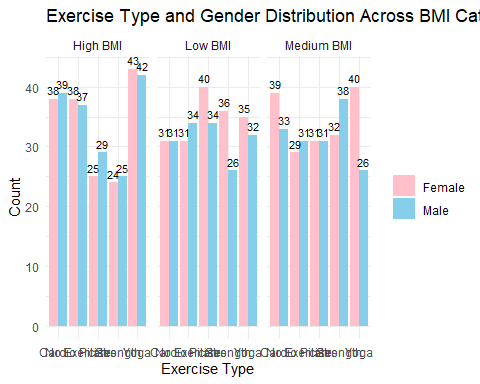 Exercise Type and Gender Distribution Across BMI Cat
High BMI
Low BMI
Medium BMI
38 39 38 37 25 29 24 25 43 42
31 31 31 34 40 34 36 26 35 32
39 33 29 31 31 31 32 38 40 26
40
30
20
10
0
Count
Female
Male
Exercise Type